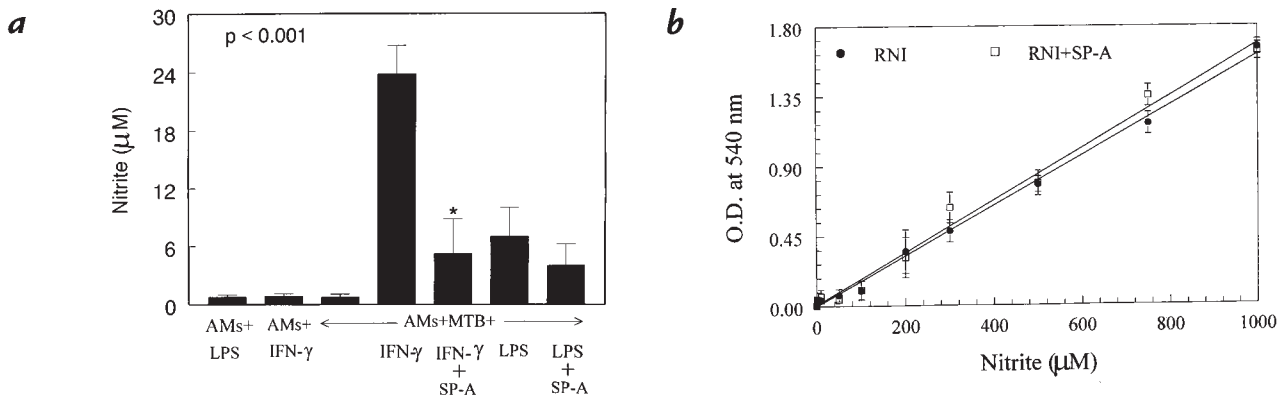 a
p < 0.001
Nitrite (μM)
30
24
18
12
6
0
AMs+
LPS
AMs+
IFN-γ
AMs+MTB+
IFN-γ
IFN-γ
+
SP-A
LPS
LPS
+
SP-A
b
O.D. at 540 nm
1.80
1.35
0.90
0.45
0.00
RNI
RNI+SP-A
0
200
400
600
800
1000
Nitrite (μM)